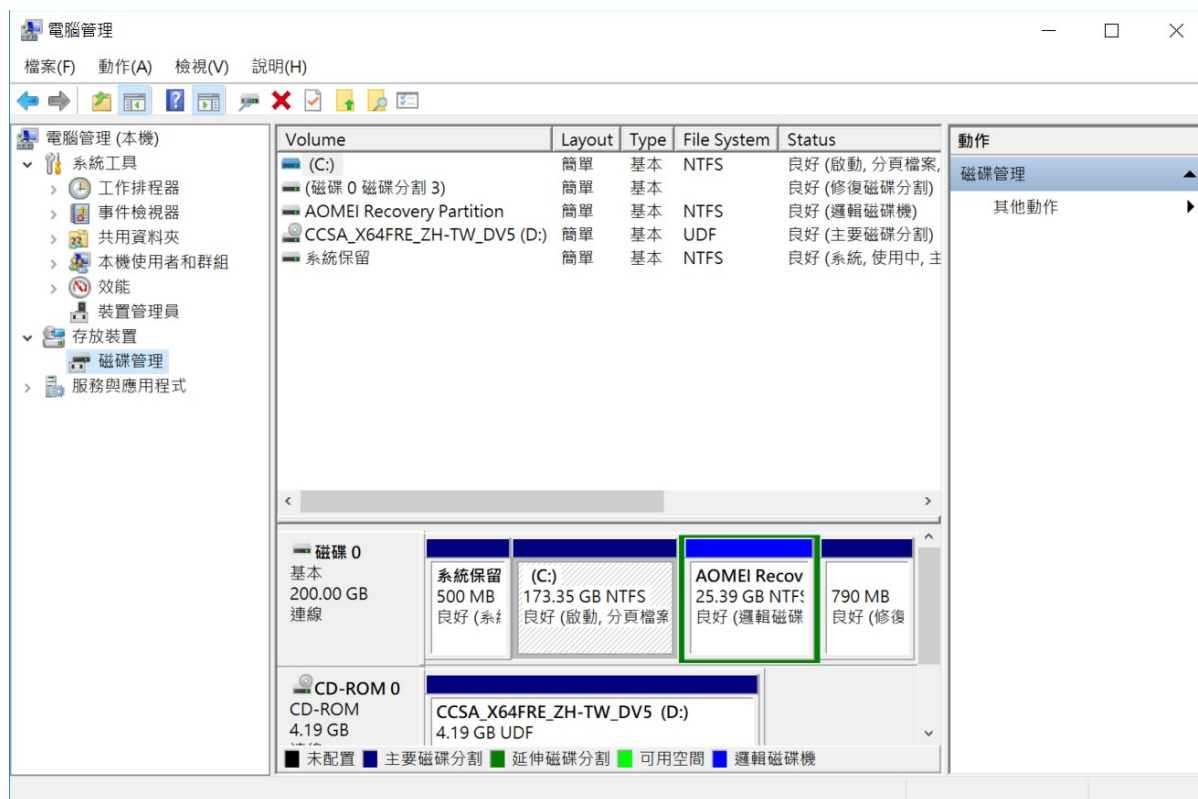 電腦管理
檔案(F) 動作(A) 檢視(V) 說明(H)
電腦管理 (本機)
系統工具
工作排程器
事件檢視器
共用資料夾
本機使用者和群組
效能
裝置管理員
存放裝置
磁碟管理
服務與應用程式
Volume Layout Type File System Status
(C:) 簡單 基本 NTFS 良好 (啟動, 分頁檔案,
(磁碟 0 磁碟分割 3) 簡單 基本 良好 (修復磁碟分割)
AOMEI Recovery Partition 簡單 基本 NTFS 良好 (邏輯磁碟機)
CCSA_X64FRE_ZH-TW_DV5 (D:) 簡單 基本 UDF 良好 (主要磁碟分割)
系統保留 簡單 基本 NTFS 良好 (系統, 使用中, 主
動作
磁碟管理
其他動作
磁碟 0
基本
200.00 GB
連線
系統保留
500 MB
良好 (系
(C:)
173.35 GB NTFS
良好 (啟動, 分頁檔案
AOMEI Recov
25.39 GB NTFS
良好 (邏輯磁碟
790 MB
良好 (修復
CD-ROM 0
CD-ROM
4.19 GB
CCSA_X64FRE_ZH-TW_DV5 (D:)
4.19 GB UDF
未配置 主要磁碟分割 延伸磁碟分割 可用空間 邏輯磁碟機